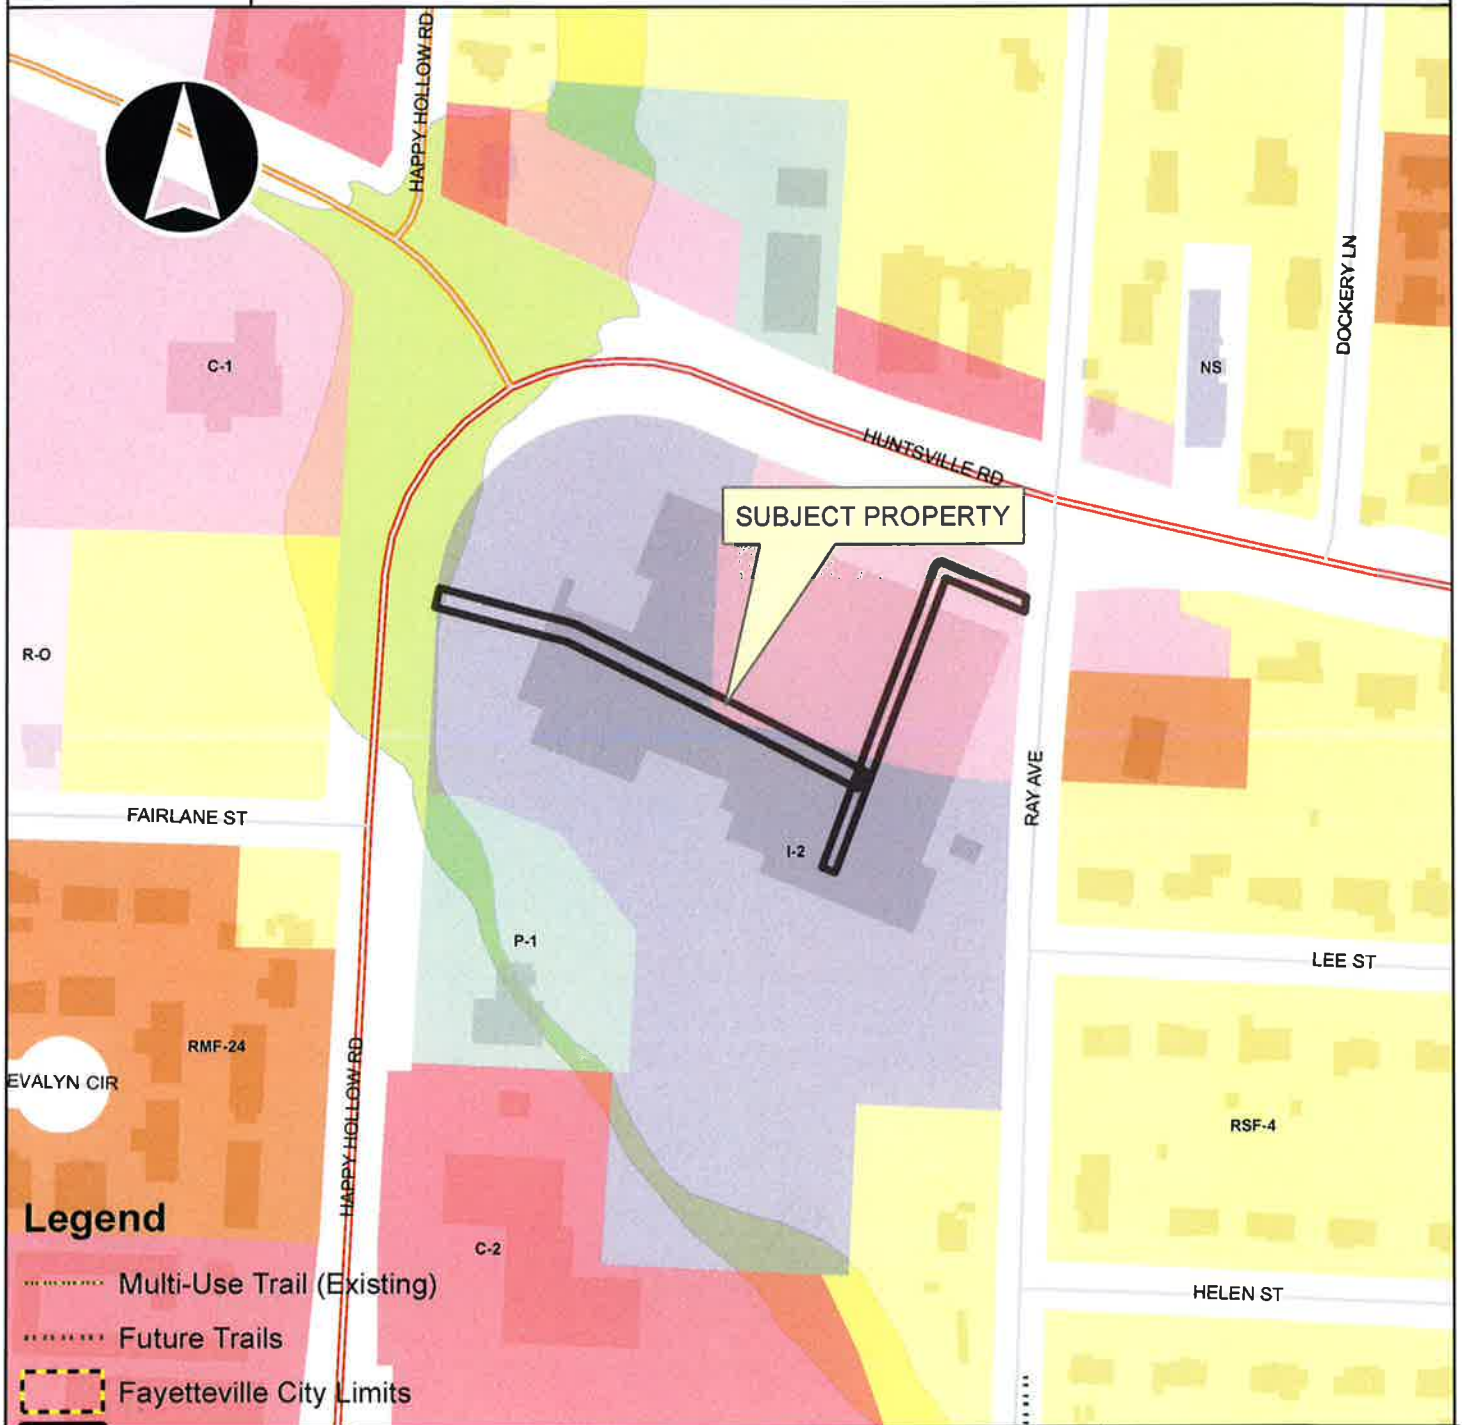 HAPPY HOLLOW RD
C-1
NS
DOCKERY LN
HUNTSVILLE RD
SUBJECT PROPERTY
R-O
FAIRLANE ST
RAY AVE
I-2
P-1
LEE ST
RMF-24
EVALYN CIR
HAPPY HOLLOW RD
RSF-4
Legend
C-2
Multi-Use Trail (Existing)
HELEN ST
Future Trails
Fayetteville City Limits